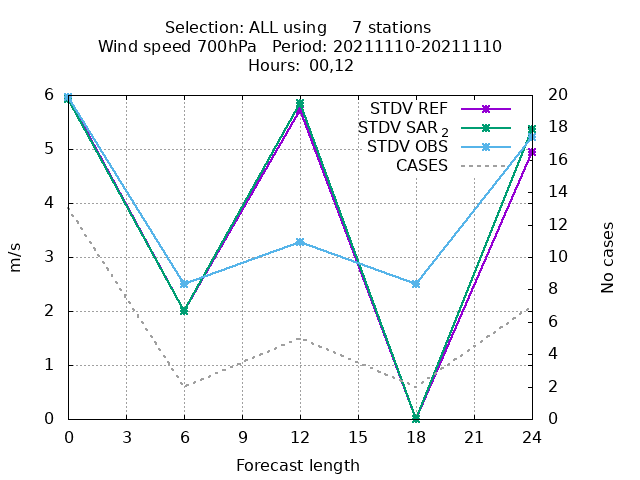 Selection: ALL using     7 stations
Wind speed 700hPa   Period: 20211110-20211110
Hours: 00,12
STDV REF
STDV SAR₂
STDV OBS
CASES
6
5
4
3
2
1
0
20
18
16
14
12
10
8
6
4
2
0
m/s
No cases
0 3 6 9 12 15 18 21 24
Forecast length